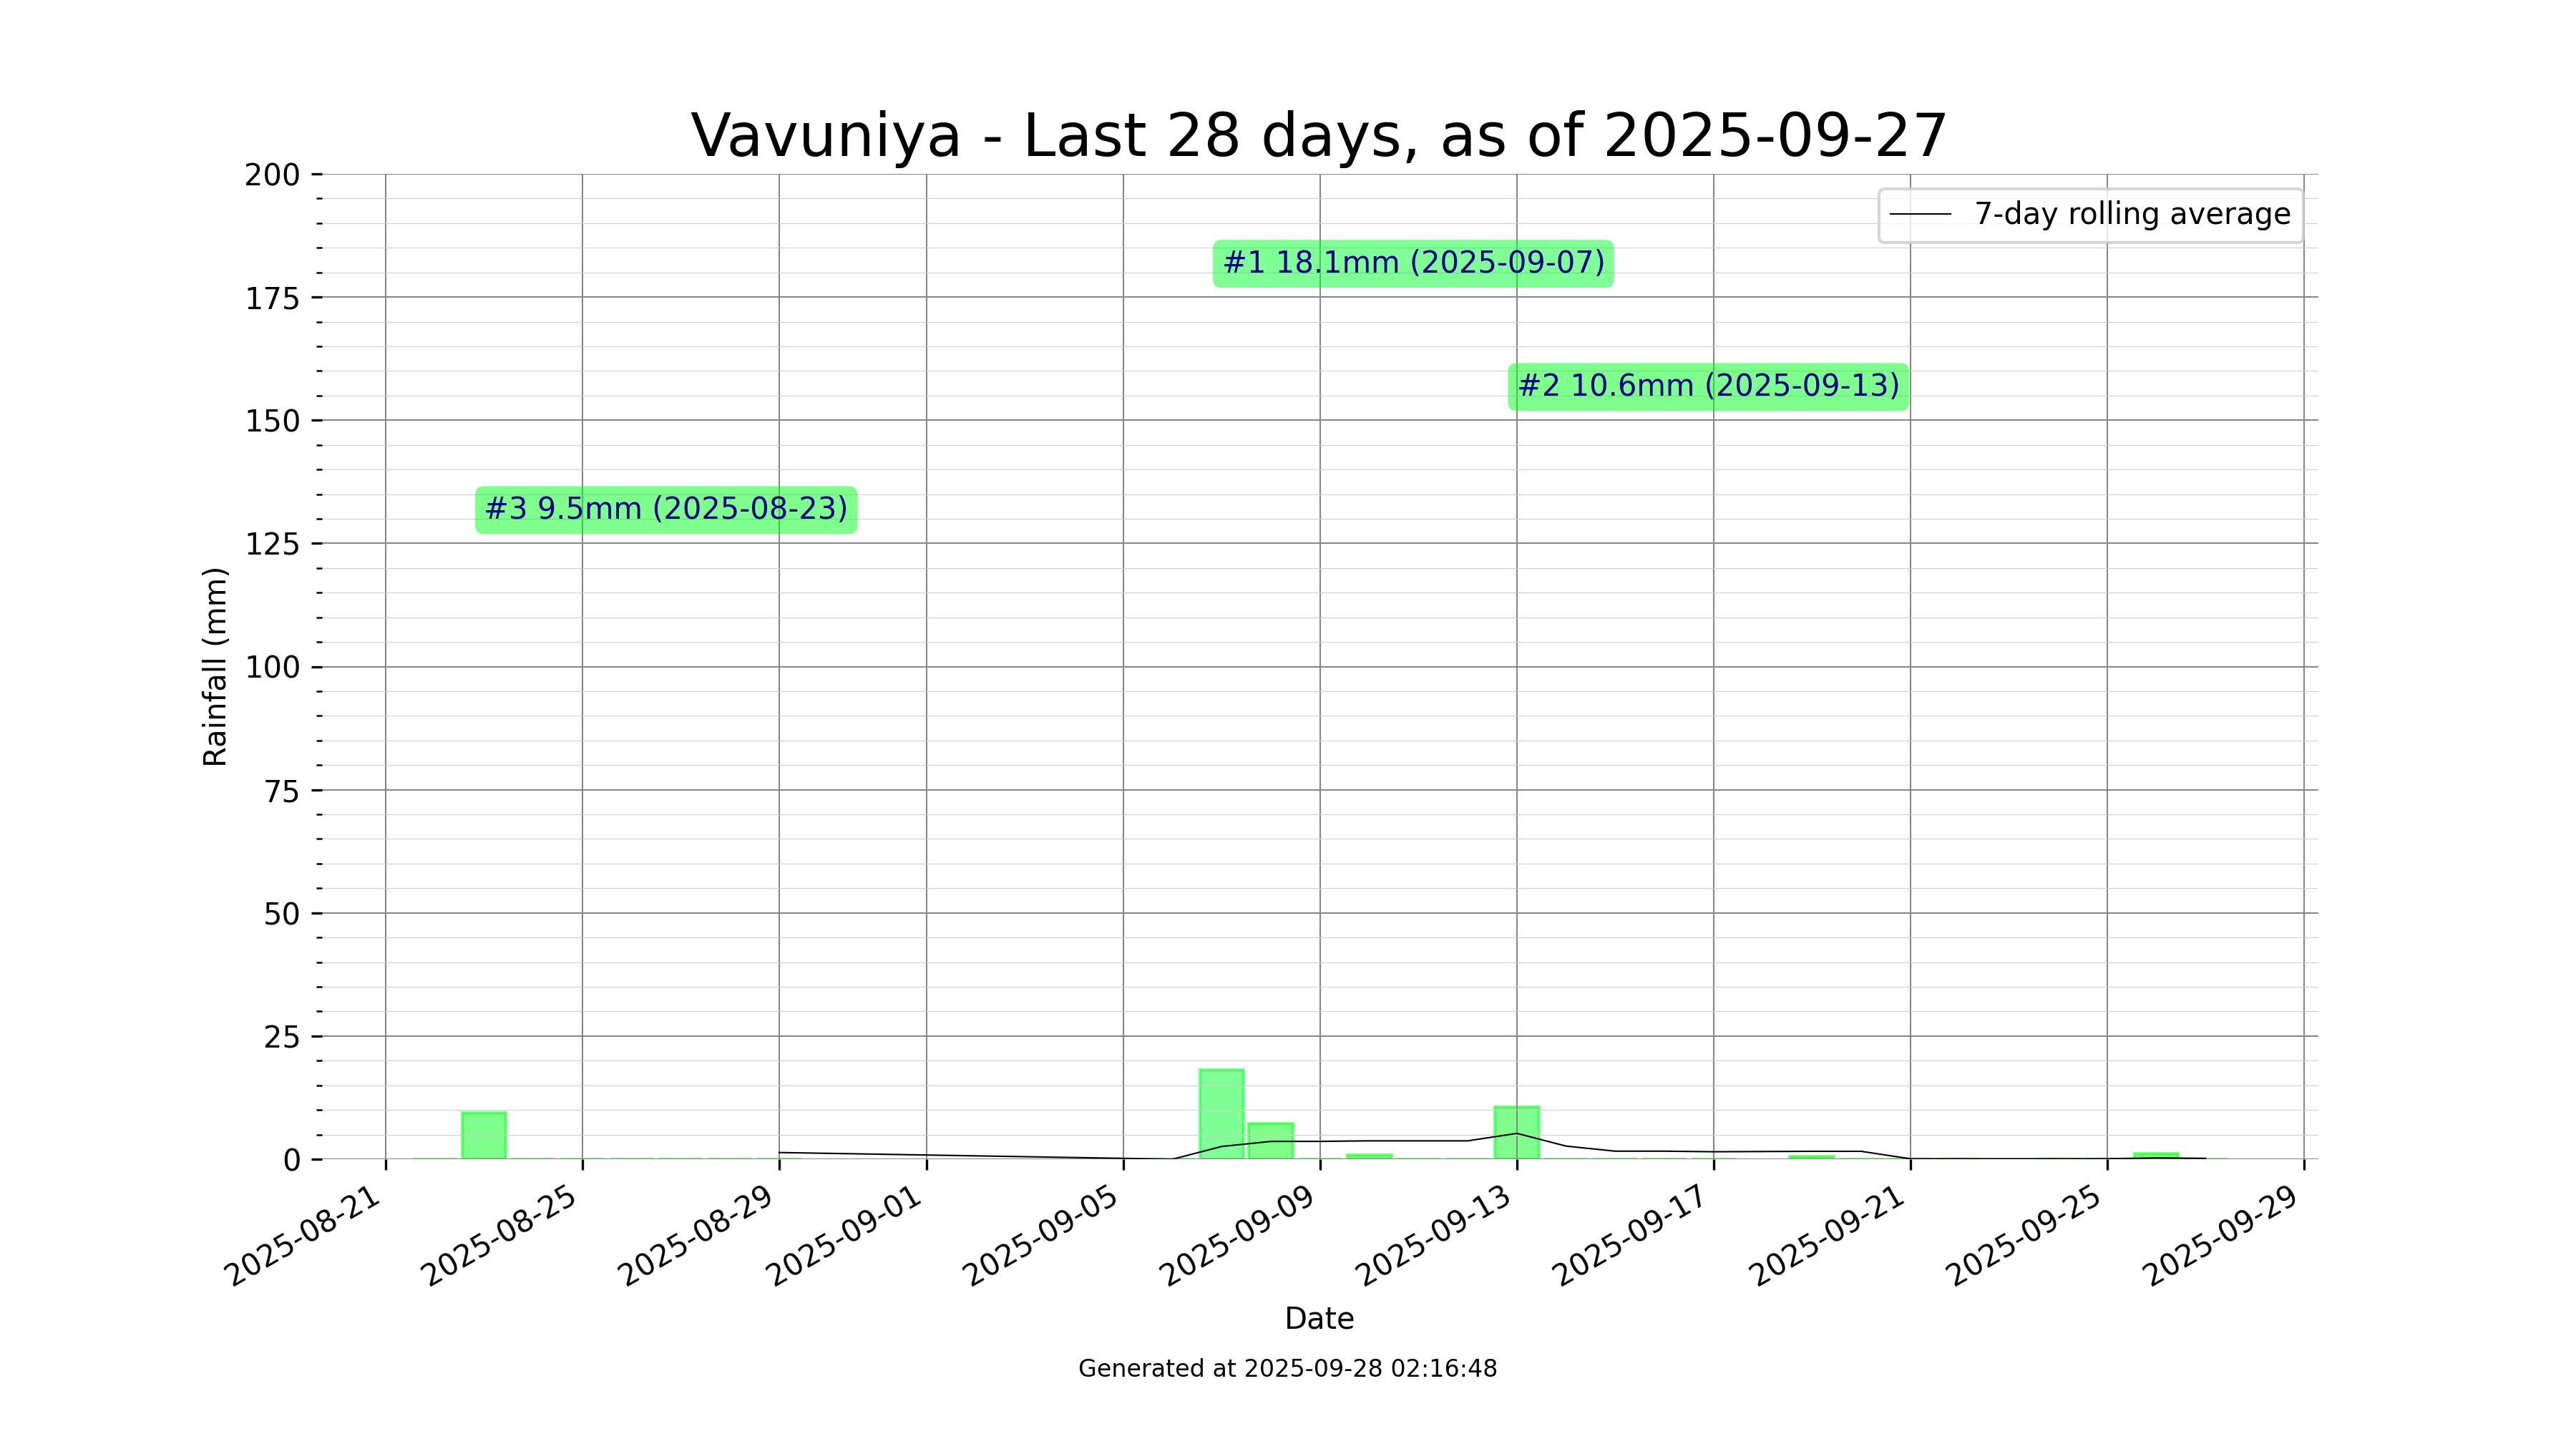 Vavuniya - Last 28 days, as of 2025-09-27
7-day rolling average
#1 18.1mm (2025-09-07)
#2 10.6mm (2025-09-13)
#3 9.5mm (2025-08-23)
Rainfall (mm)
200
175
150
125
100
75
50
25
0
2025-08-21
2025-08-25
2025-08-29
2025-09-01
2025-09-05
2025-09-09
2025-09-13
2025-09-17
2025-09-21
2025-09-25
2025-09-29
Date
Generated at 2025-09-28 02:16:48